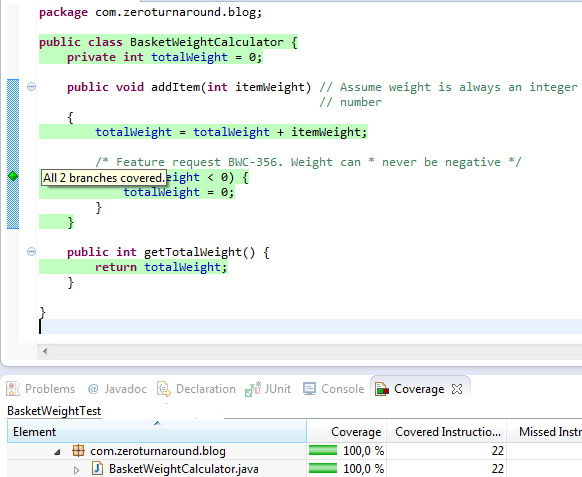 package com.zeroturnaround.blog;
public class BasketWeightCalculator {
private int totalWeight = 0;
public void addItem(int itemWeight) // Assume weight is always an integer
// number
{
totalWeight = totalWeight + itemWeight;
/* Feature request BWC-356. Weight can * never be negative */
All 2 branches covered. eight < 0) {
totalWeight = 0;
}
}
public int getTotalWeight() {
return totalWeight;
}
}
Problems @ Javadoc Declaration JUnit Console Coverage
BasketWeightTest
Element Coverage Covered Instructio... Missed Inst
com.zeroturnaround.blog 100,0 % 22
BasketWeightCalculator.java 100,0 % 22